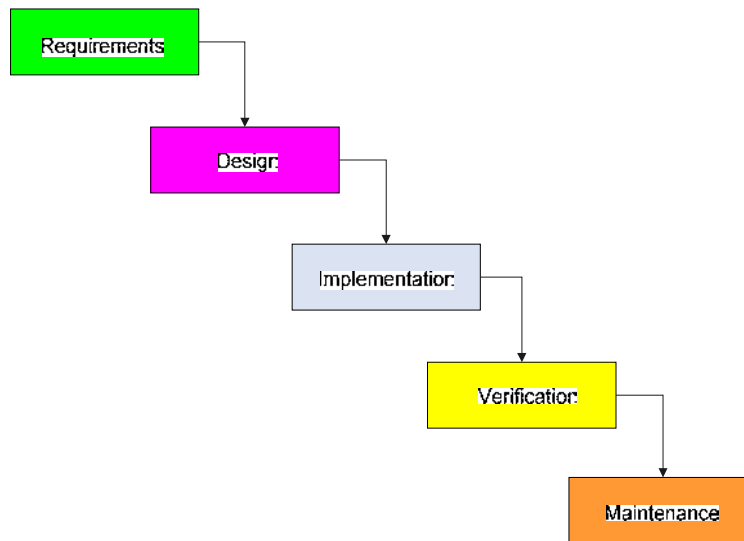 Requirements
Design
Implementation
Verification
Maintenance